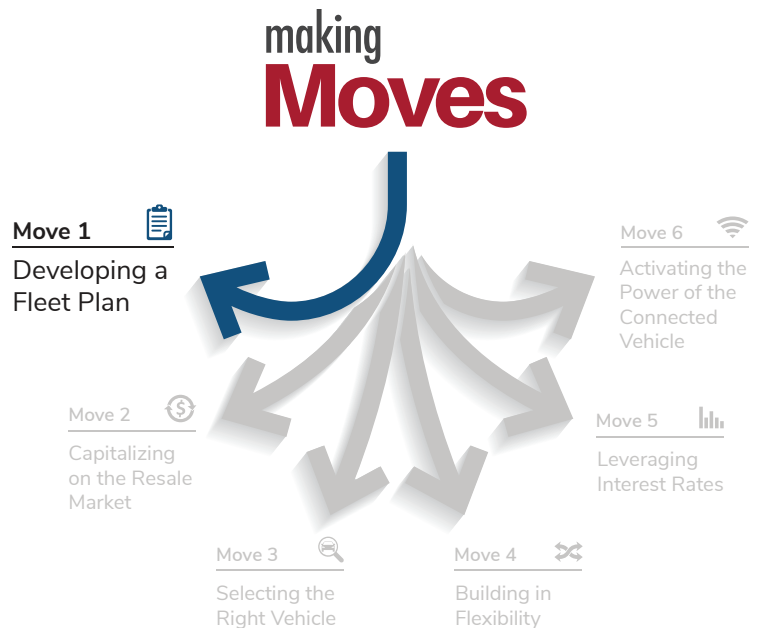 making
Moves
Move 1
Developing a
Fleet Plan
Move 2
Capitalizing
on the Resale
Market
Move 3
Selecting the
Right Vehicle
Move 4
Building in
Flexibility
Move 5
Leveraging
Interest Rates
Move 6
Activating the
Power of the
Connected
Vehicle